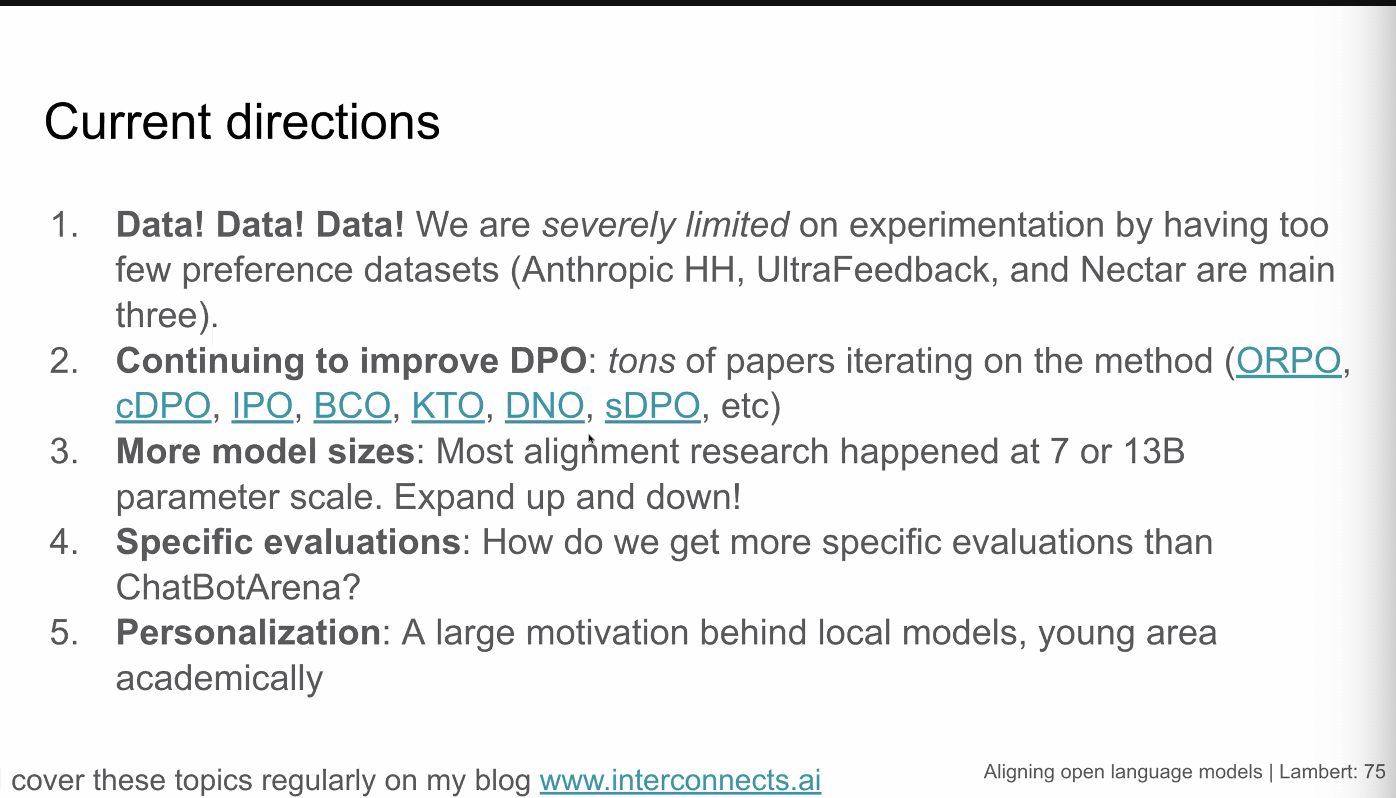 Current directions
1. Data! Data! Data! We are severely limited on experimentation by having too
few preference datasets (Anthropic HH, UltraFeedback, and Nectar are main
three).
2. Continuing to improve DPO: tons of papers iterating on the method (ORPO,
cDPO, IPO, BCO, KTO, DNO, sDPO, etc)
3. More model sizes: Most alignment research happened at 7 or 13B
parameter scale. Expand up and down!
4. Specific evaluations: How do we get more specific evaluations than
ChatBotArena?
5. Personalization: A large motivation behind local models, young area
academically
cover these topics regularly on my blog www.interconnects.ai
Aligning open language models | Lambert: 75